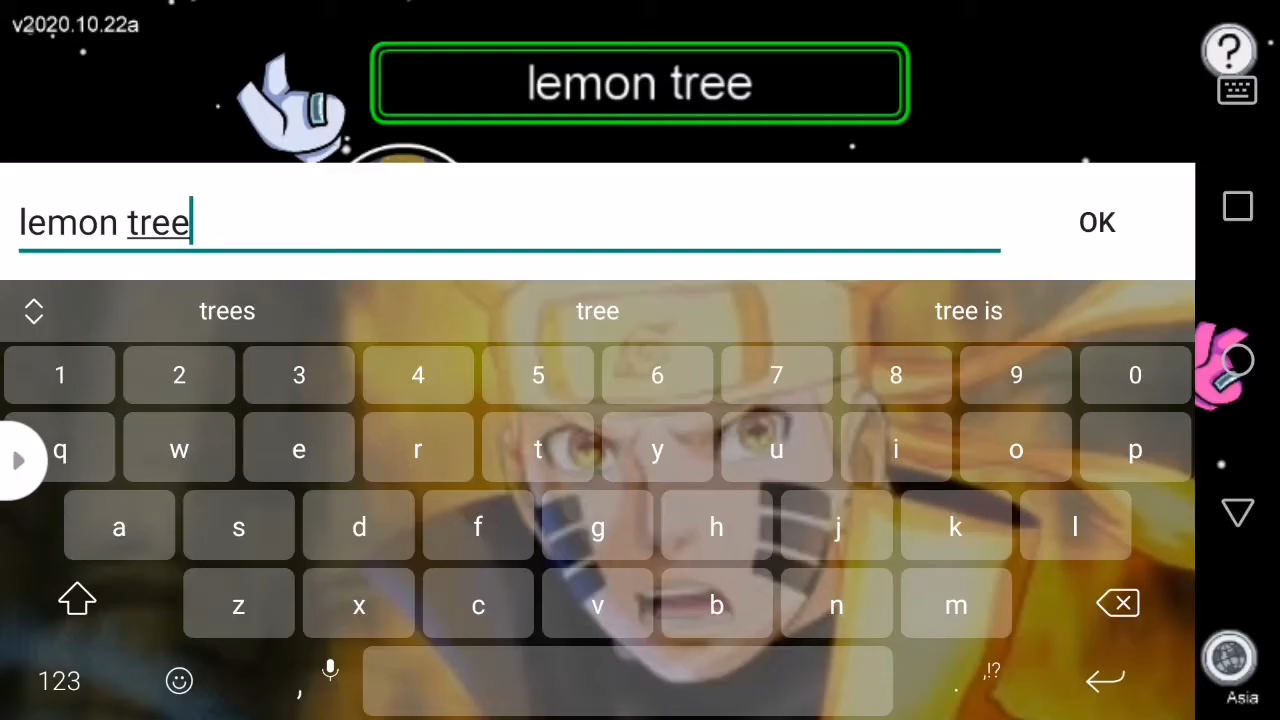 v2020.10.22a
lemon tree
?
lemon tree
OK
trees tree tree is
1 2 3 4 5 6 7 8 9 0
q w e r t y u i o p
a s d f g h j k l
z x c v b n m
123 , . ,!?
Asia